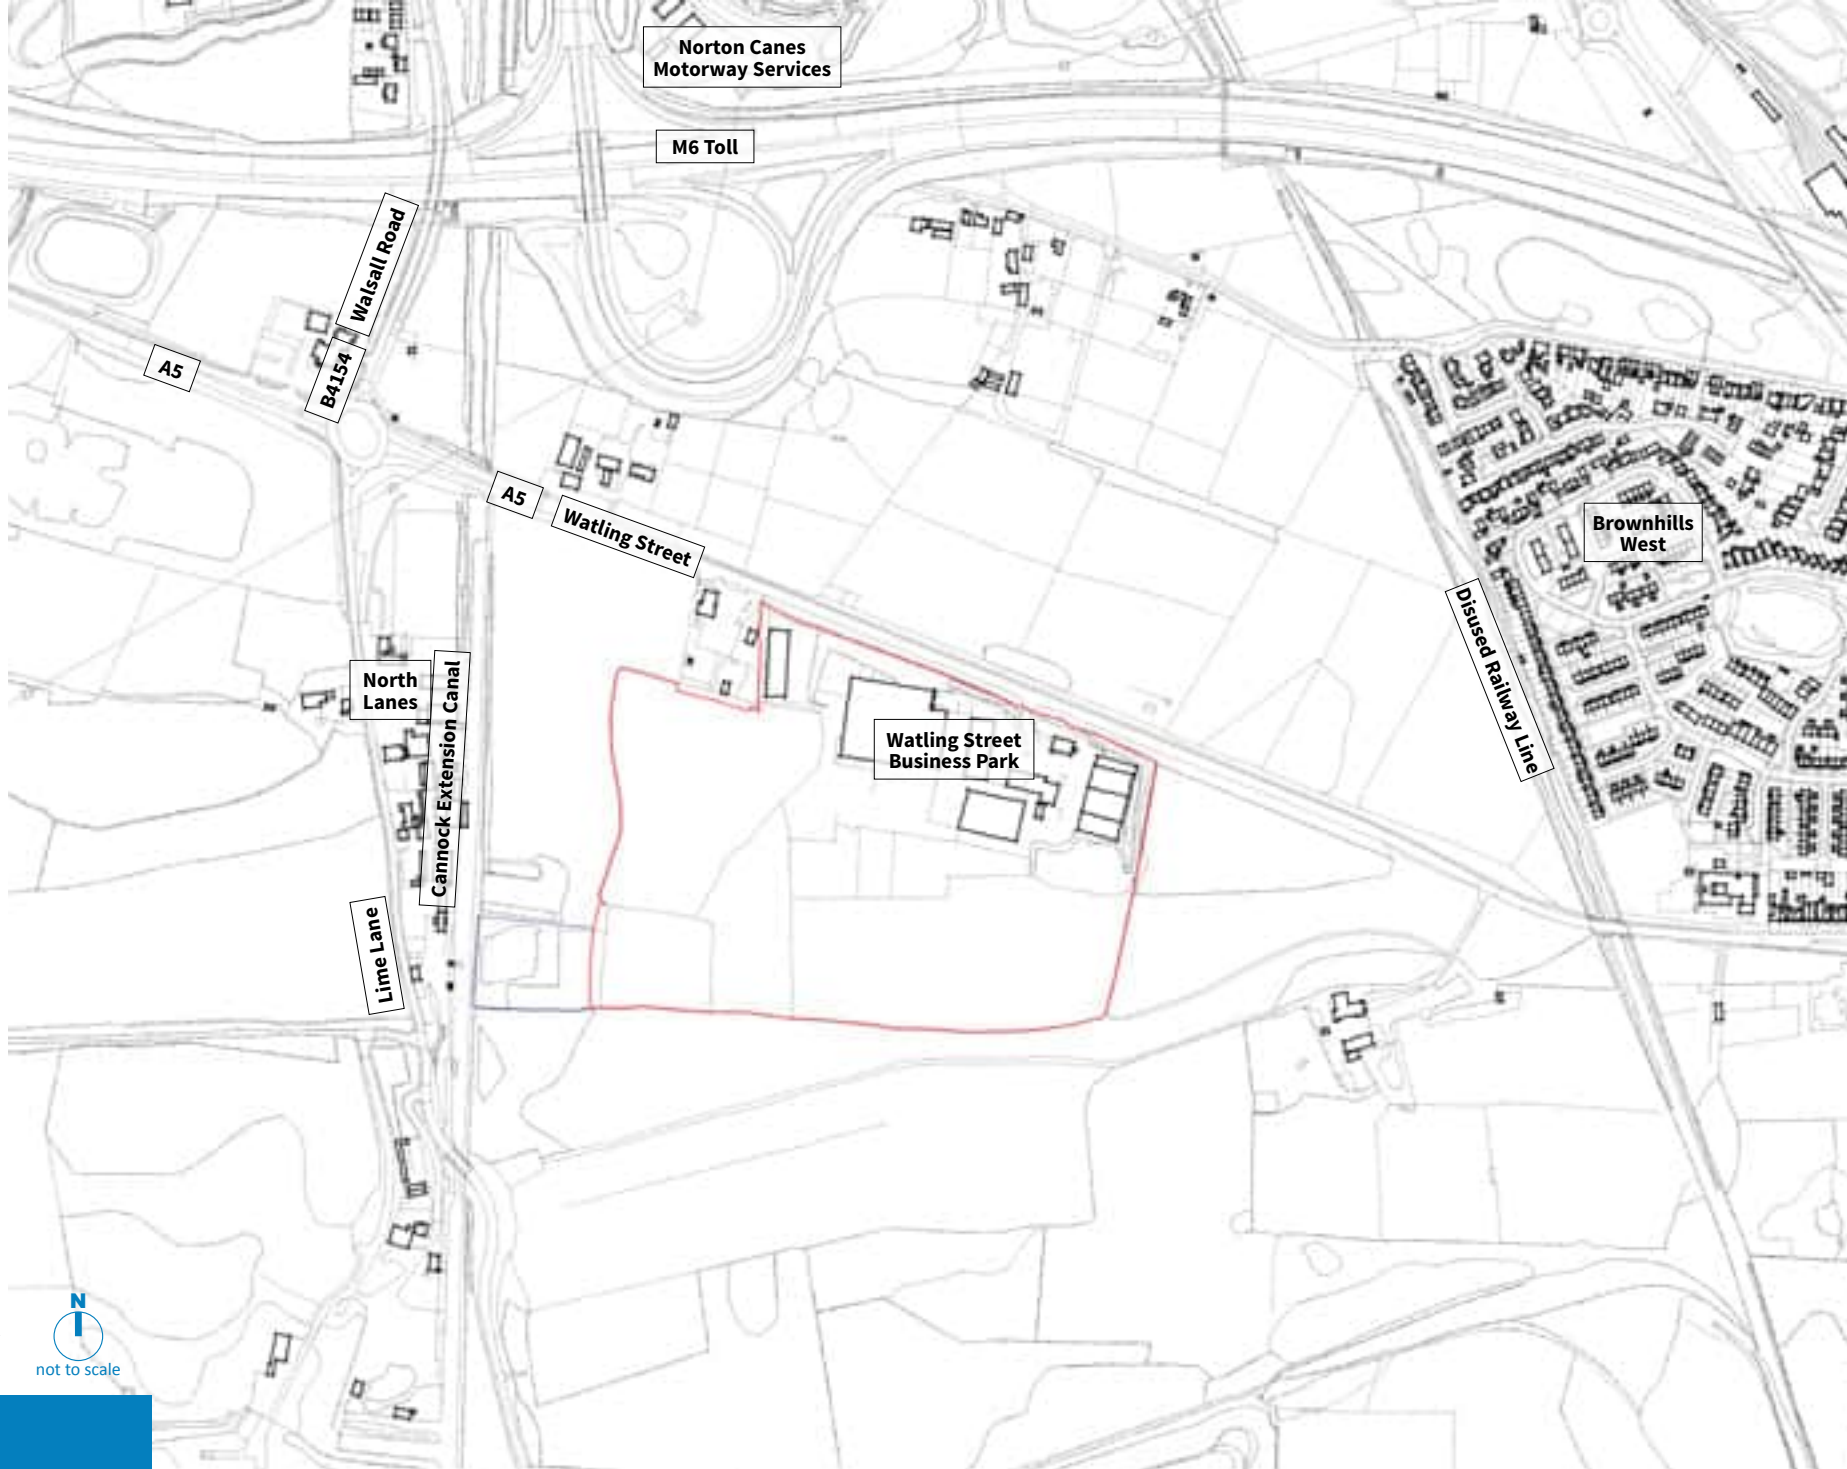 Norton Canes
Motorway Services
M6 Toll
Walsall Road
B4154
A5
A5
Watling Street
Brownhills
West
Disused Railway Line
North
Lanes
Cannock Extension Canal
Watling Street
Business Park
Lime Lane
N
not to scale